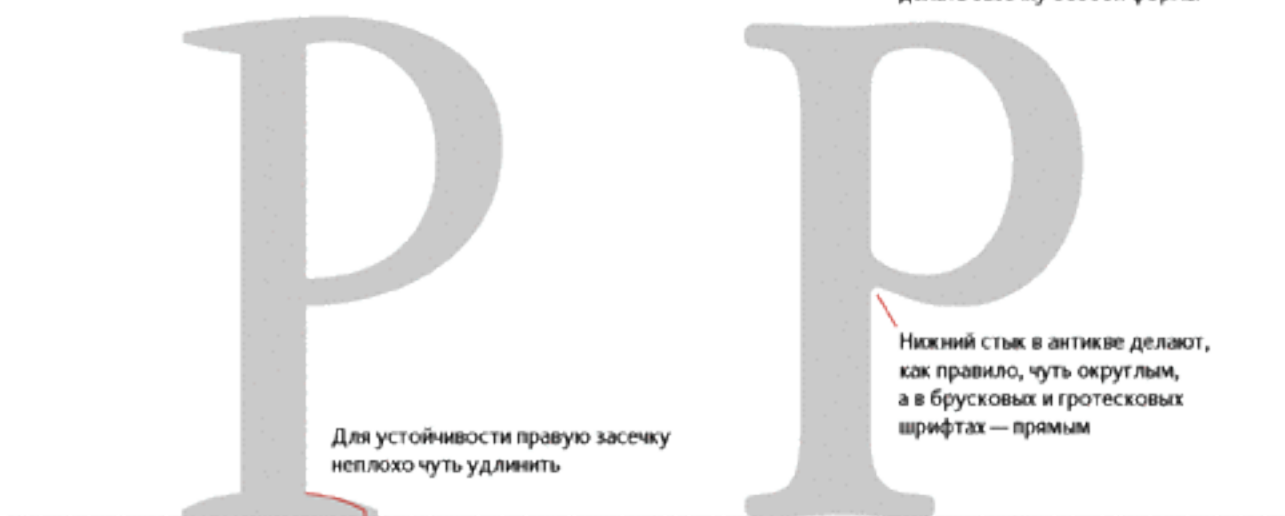 P
P
Нижний стык в антикве делают,
как правило, чуть округлым,
а в брусковых и гротесковых
шрифтах — прямым
Для устойчивости правую засечку
неплохо чуть удлинить